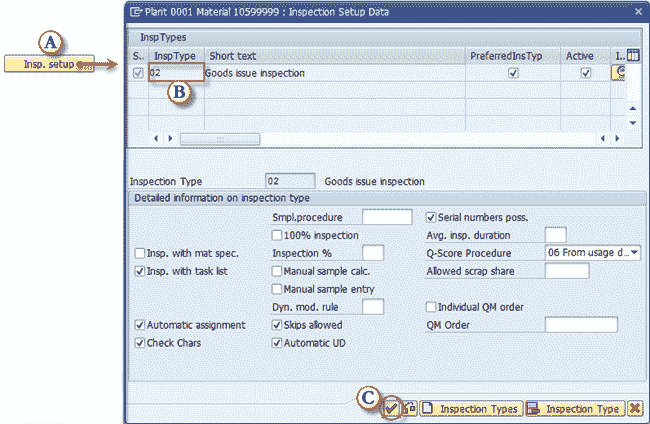 Plant 0001 Material 10599999 : Inspection Setup Data
A
Insp. setup
InspTypes
S.. InspType Short text PreferredInsTyp Active I..
02 Goods issue inspection
B
Inspection Type 02 Goods issue inspection
Detailed information on inspection type
Smpl.procedure Serial numbers poss.
100% inspection Avg. insp. duration
Insp. with mat spec. Inspection % Q-Score Procedure 06 From usage d...
Insp. with task list Manual sample calc. Allowed scrap share
Manual sample entry
Dyn. mod. rule Individual QM order
Automatic assignment Skips allowed QM Order
Check Chars Automatic UD
C
Inspection Types Inspection Type